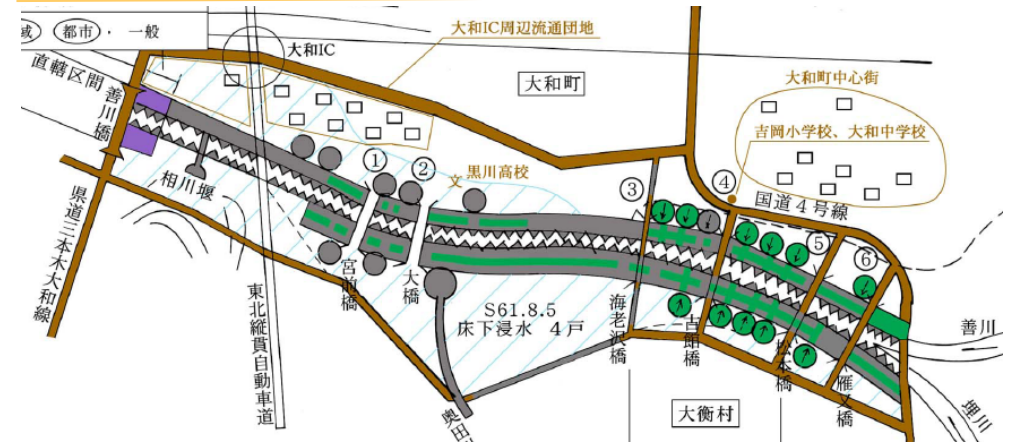 域 都市・一般
大和IC
大和IC周辺流通団地
直轄区間
善川橋
大和町
大和町中心街
吉岡小学校、大和中学校
国道4号線
① ② ③ ④ ⑤ ⑥
文 黒川高校
相川堰
県道三本木大和線
東北縦貫自動車道
宮前橋
大橋
S61.8.5
床下浸水 4戸
海老沢橋
古館橋
松本橋
雁又橋
善川
埋川
奥田
大衡村